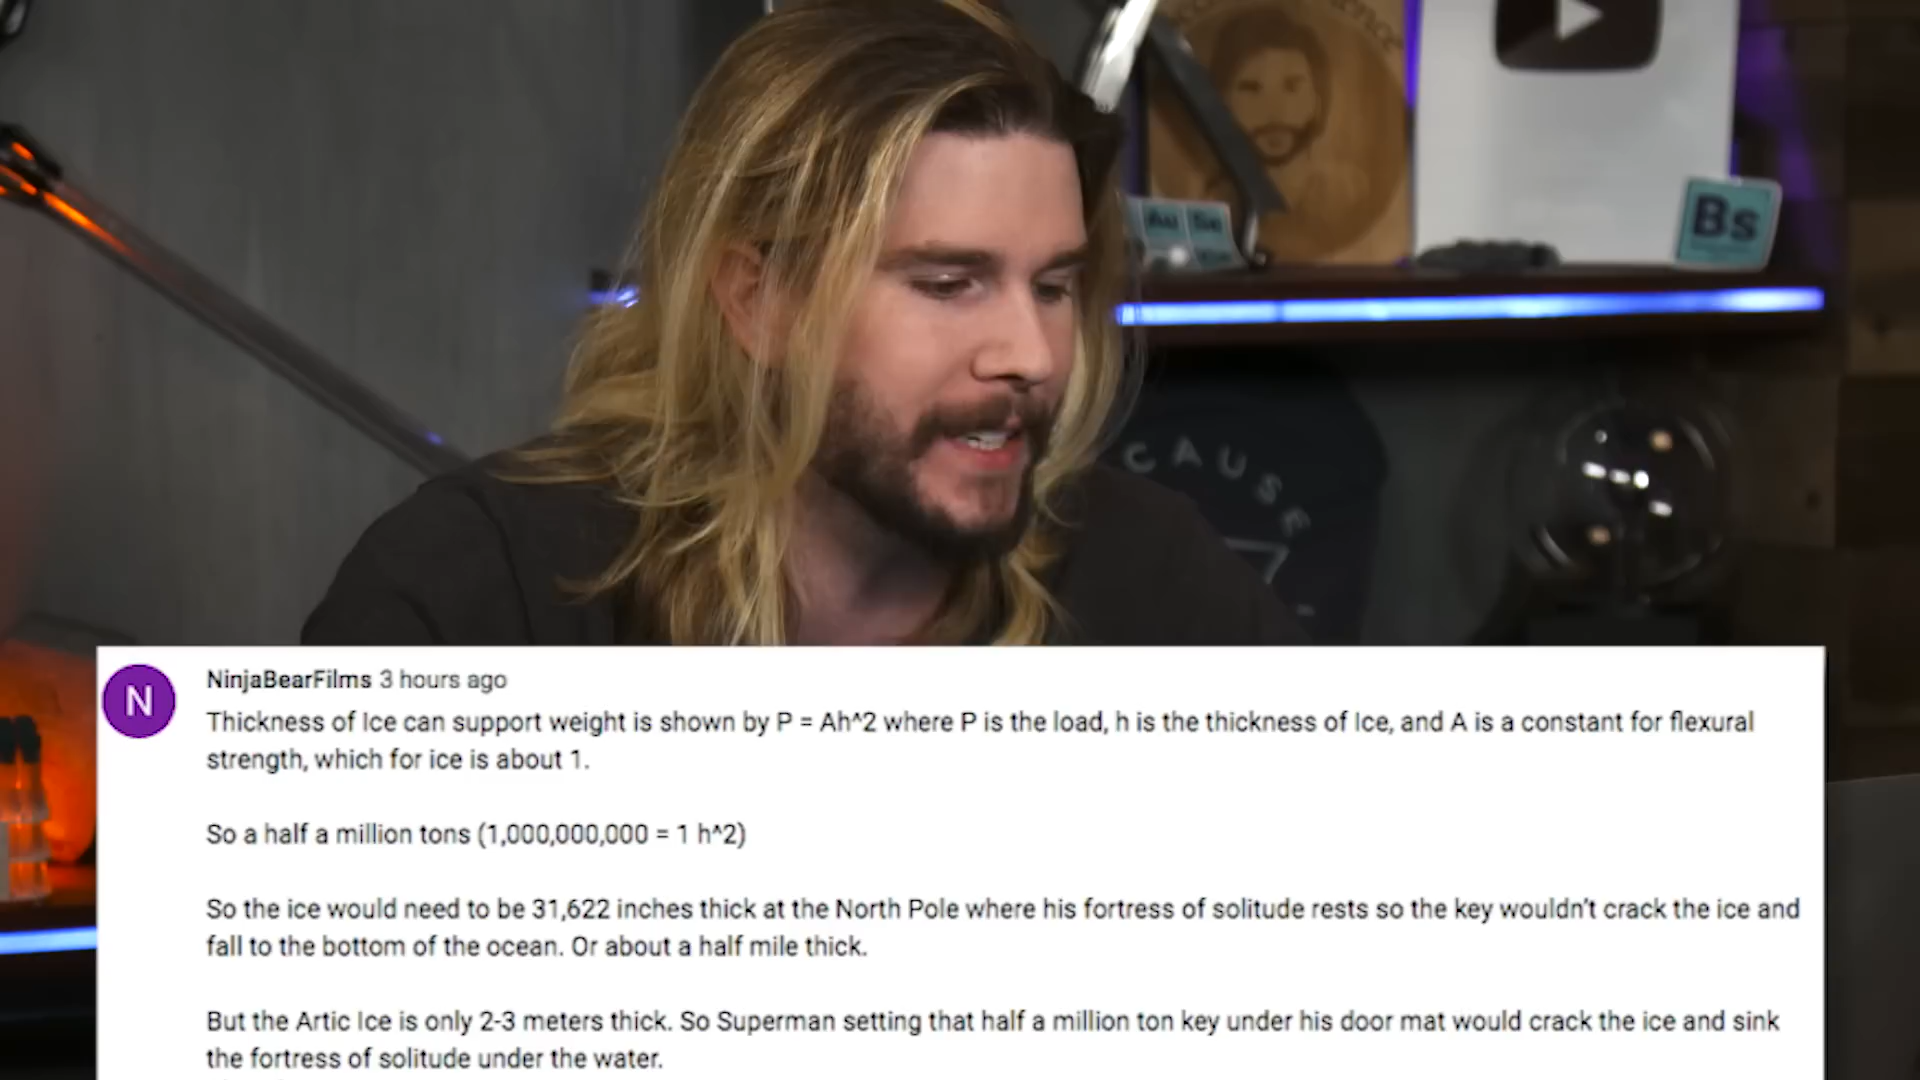 Au Se
Bs
CAUSE
N
NinjaBearFilms 3 hours ago
Thickness of Ice can support weight is shown by P = Ah^2 where P is the load, h is the thickness of Ice, and A is a constant for flexural
strength, which for ice is about 1.
So a half a million tons (1,000,000,000 = 1 h^2)
So the ice would need to be 31,622 inches thick at the North Pole where his fortress of solitude rests so the key wouldn't crack the ice and
fall to the bottom of the ocean. Or about a half mile thick.
But the Artic Ice is only 2-3 meters thick. So Superman setting that half a million ton key under his door mat would crack the ice and sink
the fortress of solitude under the water.